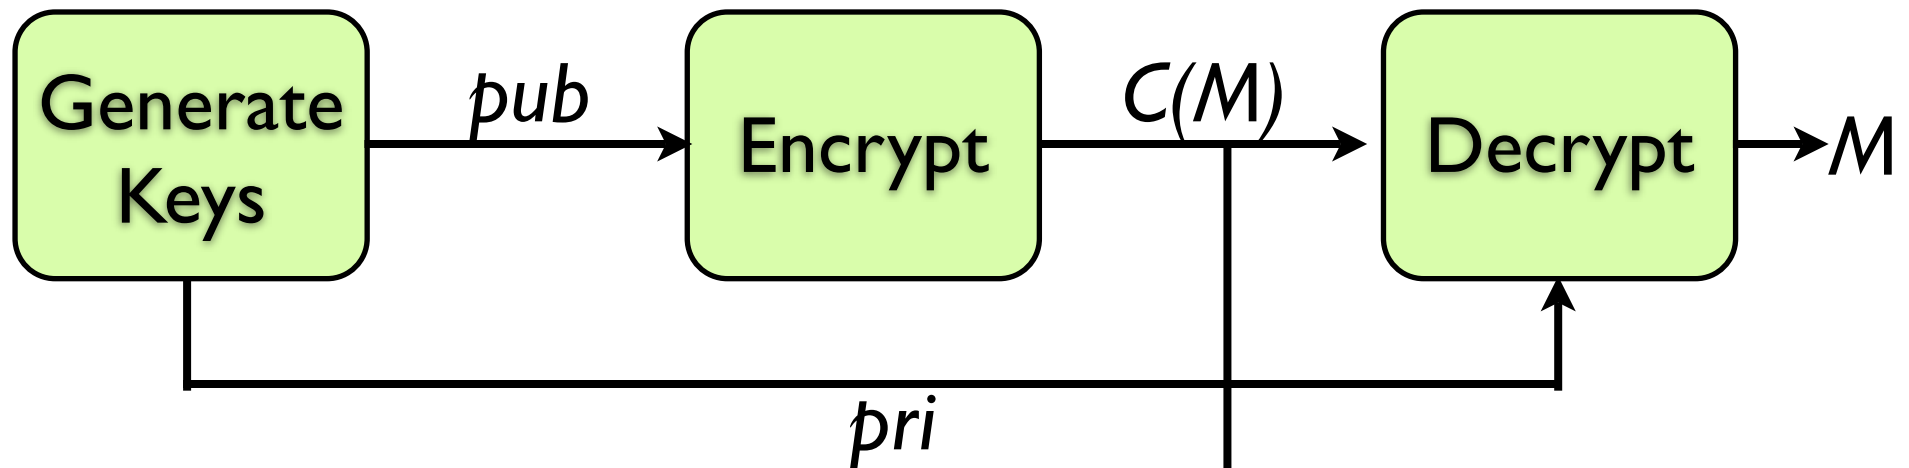 Generate
Keys
pub
Encrypt
C(M)
Decrypt
M
pri